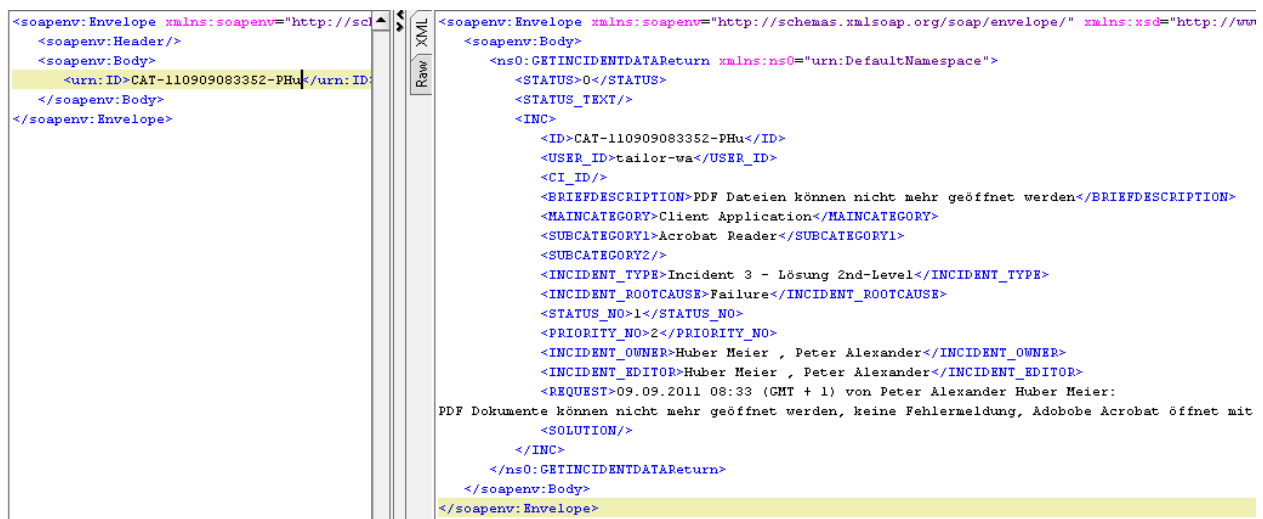 <soapenv:Envelope xmlns:soapenv="http://scl
<soapenv:Header/>
<soapenv:Body>
<urn:ID>CAT-110909083352-PHu</urn:ID>
</soapenv:Body>
</soapenv:Envelope>
XML
Raw
<soapenv:Envelope xmlns:soapenv="http://schemas.xmlsoap.org/soap/envelope/" xmlns:xsd="http://www
<soapenv:Body>
<ns0:GETINCIDENTDATAReturn xmlns:ns0="urn:DefaultNamespace">
<STATUS>0</STATUS>
<STATUS_TEXT/>
<INC>
<ID>CAT-110909083352-PHu</ID>
<USER_ID>tailor-wa</USER_ID>
<CI_ID/>
<BRIEFDESCRIPTION>PDF Dateien können nicht mehr geöffnet werden</BRIEFDESCRIPTION>
<MAINCATEGORY>Client Application</MAINCATEGORY>
<SUBCATEGORY1>Acrobat Reader</SUBCATEGORY1>
<SUBCATEGORY2/>
<INCIDENT_TYPE>Incident 3 - Lösung 2nd-Level</INCIDENT_TYPE>
<INCIDENT_ROOTCAUSE>Failure</INCIDENT_ROOTCAUSE>
<STATUS_NO>1</STATUS_NO>
<PRIORITY_NO>2</PRIORITY_NO>
<INCIDENT_OWNER>Huber Meier , Peter Alexander</INCIDENT_OWNER>
<INCIDENT_EDITOR>Huber Meier , Peter Alexander</INCIDENT_EDITOR>
<REQUEST>09.09.2011 08:33 (GMT + 1) von Peter Alexander Huber Meier:
PDF Dokumente können nicht mehr geöffnet werden, keine Fehlermeldung, Adobobe Acrobat öffnet mit
<SOLUTION/>
</INC>
</ns0:GETINCIDENTDATAReturn>
</soapenv:Body>
</soapenv:Envelope>